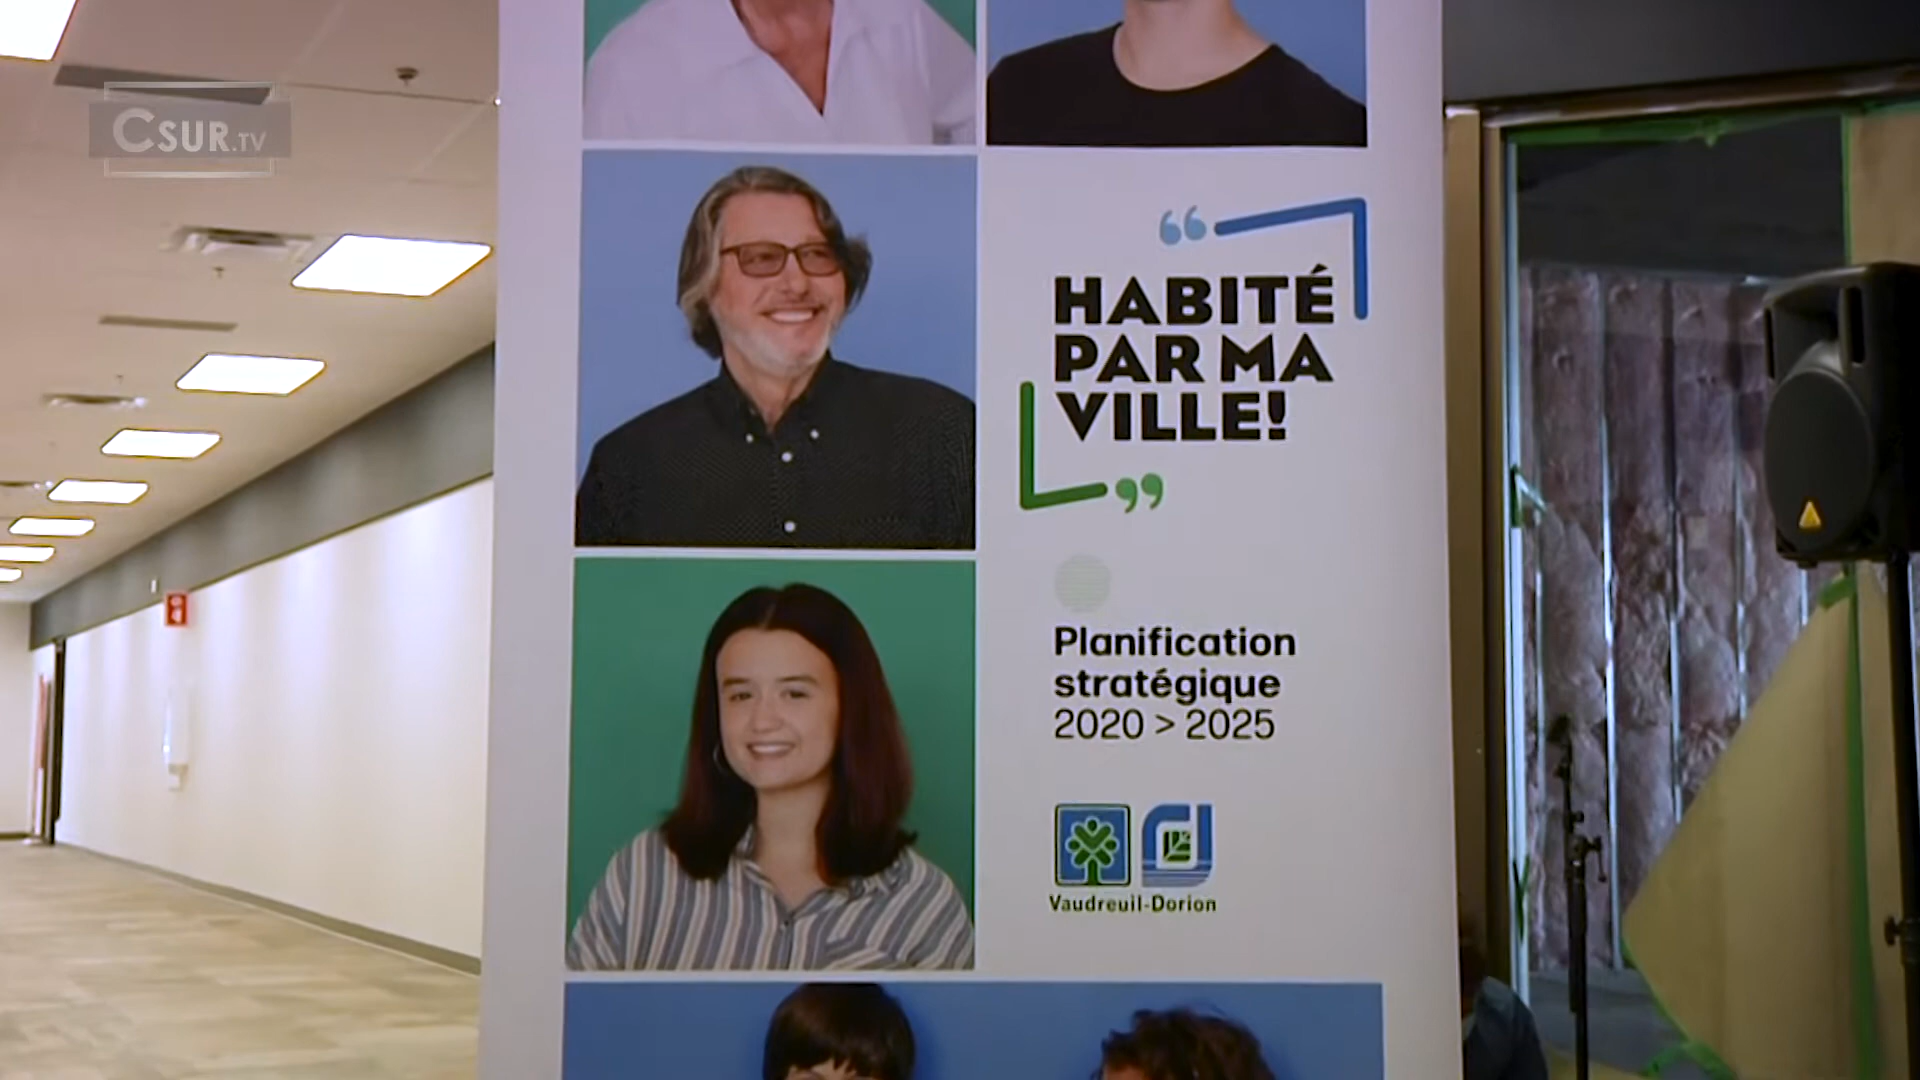 CSUR.TV
“
HABITÉ
PAR MA
VILLE!
”
Planification
stratégique
2020 > 2025
Vaudreuil-Dorion